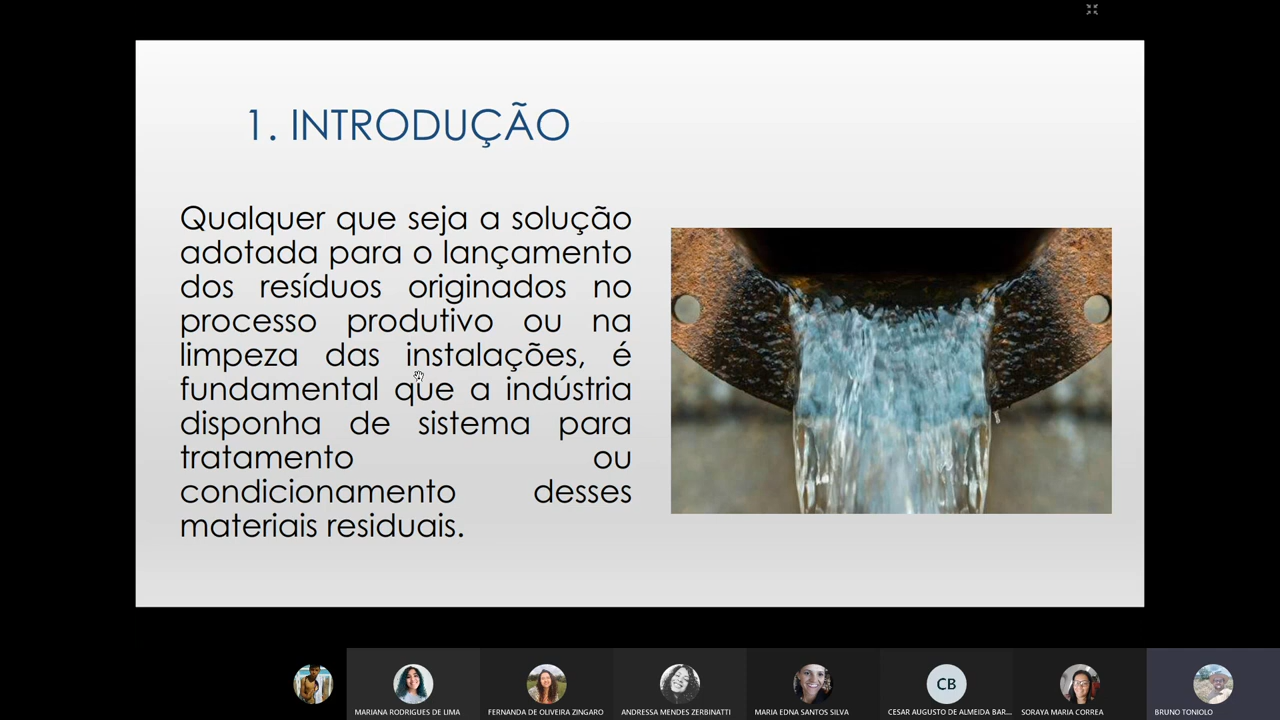 1. INTRODUÇÃO
Qualquer que seja a solução
adotada para o lançamento
dos resíduos originados no
processo produtivo ou na
limpeza das instalações, é
fundamental que a indústria
disponha de sistema para
tratamento ou
condicionamento desses
materiais residuais.
CB
MARIANA RODRIGUES DE LIMA
FERNANDA DE OLIVEIRA ZINGARO
ANDRESSA MENDES ZERBINATTI
MARIA EDNA SANTOS SILVA
CESAR AUGUSTO DE ALMEIDA BAR...
SORAYA MARIA CORREA
BRUNO TONIOLO